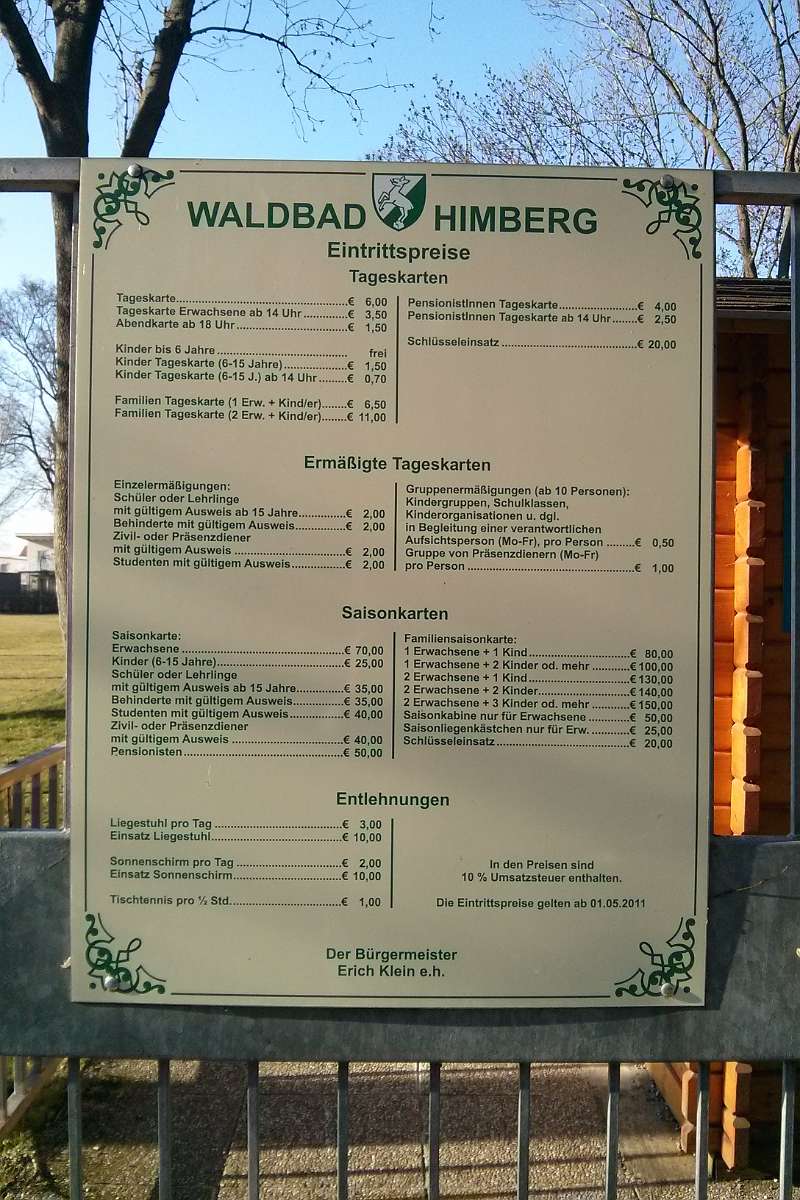 WALDBAD HIMBERG
Eintrittspreise
Tageskarten
Tageskarte..........€ 6,00
Tageskarte Erwachsene ab 14 Uhr..........€ 3,50
Abendkarte ab 18 Uhr..........€ 1,50
Kinder bis 6 Jahre.......... frei
Kinder Tageskarte (6-15 Jahre)..........€ 1,50
Kinder Tageskarte (6-15 J.) ab 14 Uhr..........€ 0,70
Familien Tageskarte (1 Erw. + Kind/er)..........€ 6,50
Familien Tageskarte (2 Erw. + Kind/er)..........€ 11,00
PensionistInnen Tageskarte..........€ 4,00
PensionistInnen Tageskarte ab 14 Uhr..........€ 2,50
Schlüsseleinsatz..........€ 20,00
Ermäßigte Tageskarten
Einzelermäßigungen:
Schüler oder Lehrlinge
mit gültigem Ausweis ab 15 Jahre..........€ 2,00
Behinderte mit gültigem Ausweis..........€ 2,00
Zivil- oder Präsenzdiener
mit gültigem Ausweis..........€ 2,00
Studenten mit gültigem Ausweis..........€ 2,00
Gruppenermäßigungen (ab 10 Personen):
Kindergruppen, Schulklassen,
Kinderorganisationen u. dgl.
in Begleitung einer verantwortlichen
Aufsichtsperson (Mo-Fr), pro Person..........€ 0,50
Gruppe von Präsenzdienern (Mo-Fr)
pro Person..........€ 1,00
Saisonkarten
Saisonkarte:
Erwachsene..........€ 70,00
Kinder (6-15 Jahre)..........€ 25,00
Schüler oder Lehrlinge
mit gültigem Ausweis ab 15 Jahre..........€ 35,00
Behinderte mit gültigem Ausweis..........€ 35,00
Studenten mit gültigem Ausweis..........€ 40,00
Zivil- oder Präsenzdiener
mit gültigem Ausweis..........€ 40,00
Pensionisten..........€ 50,00
Familiensaisonkarte:
1 Erwachsene + 1 Kind..........€ 80,00
1 Erwachsene + 2 Kinder od. mehr..........€ 100,00
2 Erwachsene + 1 Kind..........€ 130,00
2 Erwachsene + 2 Kinder..........€ 140,00
2 Erwachsene + 3 Kinder od. mehr..........€ 150,00
Saisonkabine nur für Erwachsene..........€ 50,00
Saisonliegenkästchen nur für Erw...........€ 25,00
Schlüsseleinsatz..........€ 20,00
Entlehnungen
Liegestuhl pro Tag..........€ 3,00
Einsatz Liegestuhl..........€ 10,00
Sonnenschirm pro Tag..........€ 2,00
Einsatz Sonnenschirm..........€ 10,00
Tischtennis pro ½ Std...........€ 1,00
In den Preisen sind
10 % Umsatzsteuer enthalten.
Die Eintrittspreise gelten ab 01.05.2011
Der Bürgermeister
Erich Klein e.h.